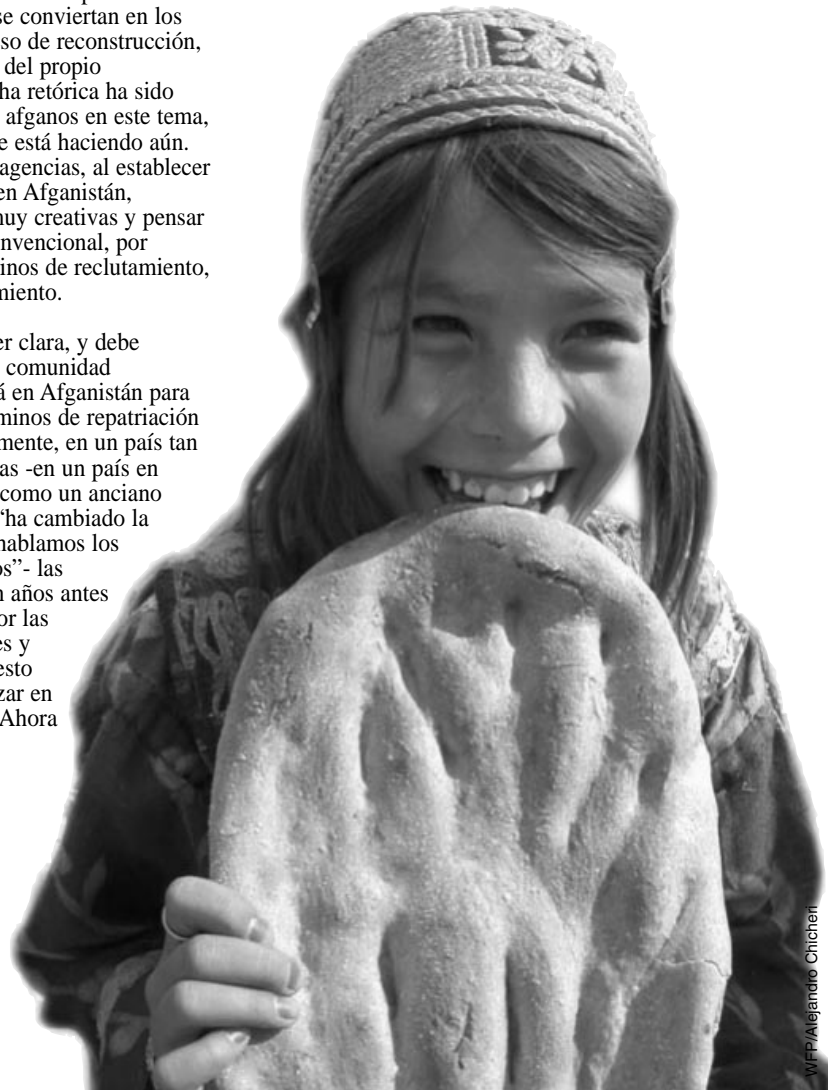 se conviertan en los
so de reconstrucción,
del propio
ha retórica ha sido
afganos en este tema,
e está haciendo aún.
agencias, al establecer
en Afganistán,
muy creativas y pensar
nvencional, por
inos de reclutamiento,
miento.
er clara, y debe
comunidad
á en Afganistán para
minos de repatriación
mente, en un país tan
as -en un país en
como un anciano
“ha cambiado la
hablamos los
os”- las
n años antes
or las
es y
esto
zar en
Ahora
WFP/Alejandro Chicheri